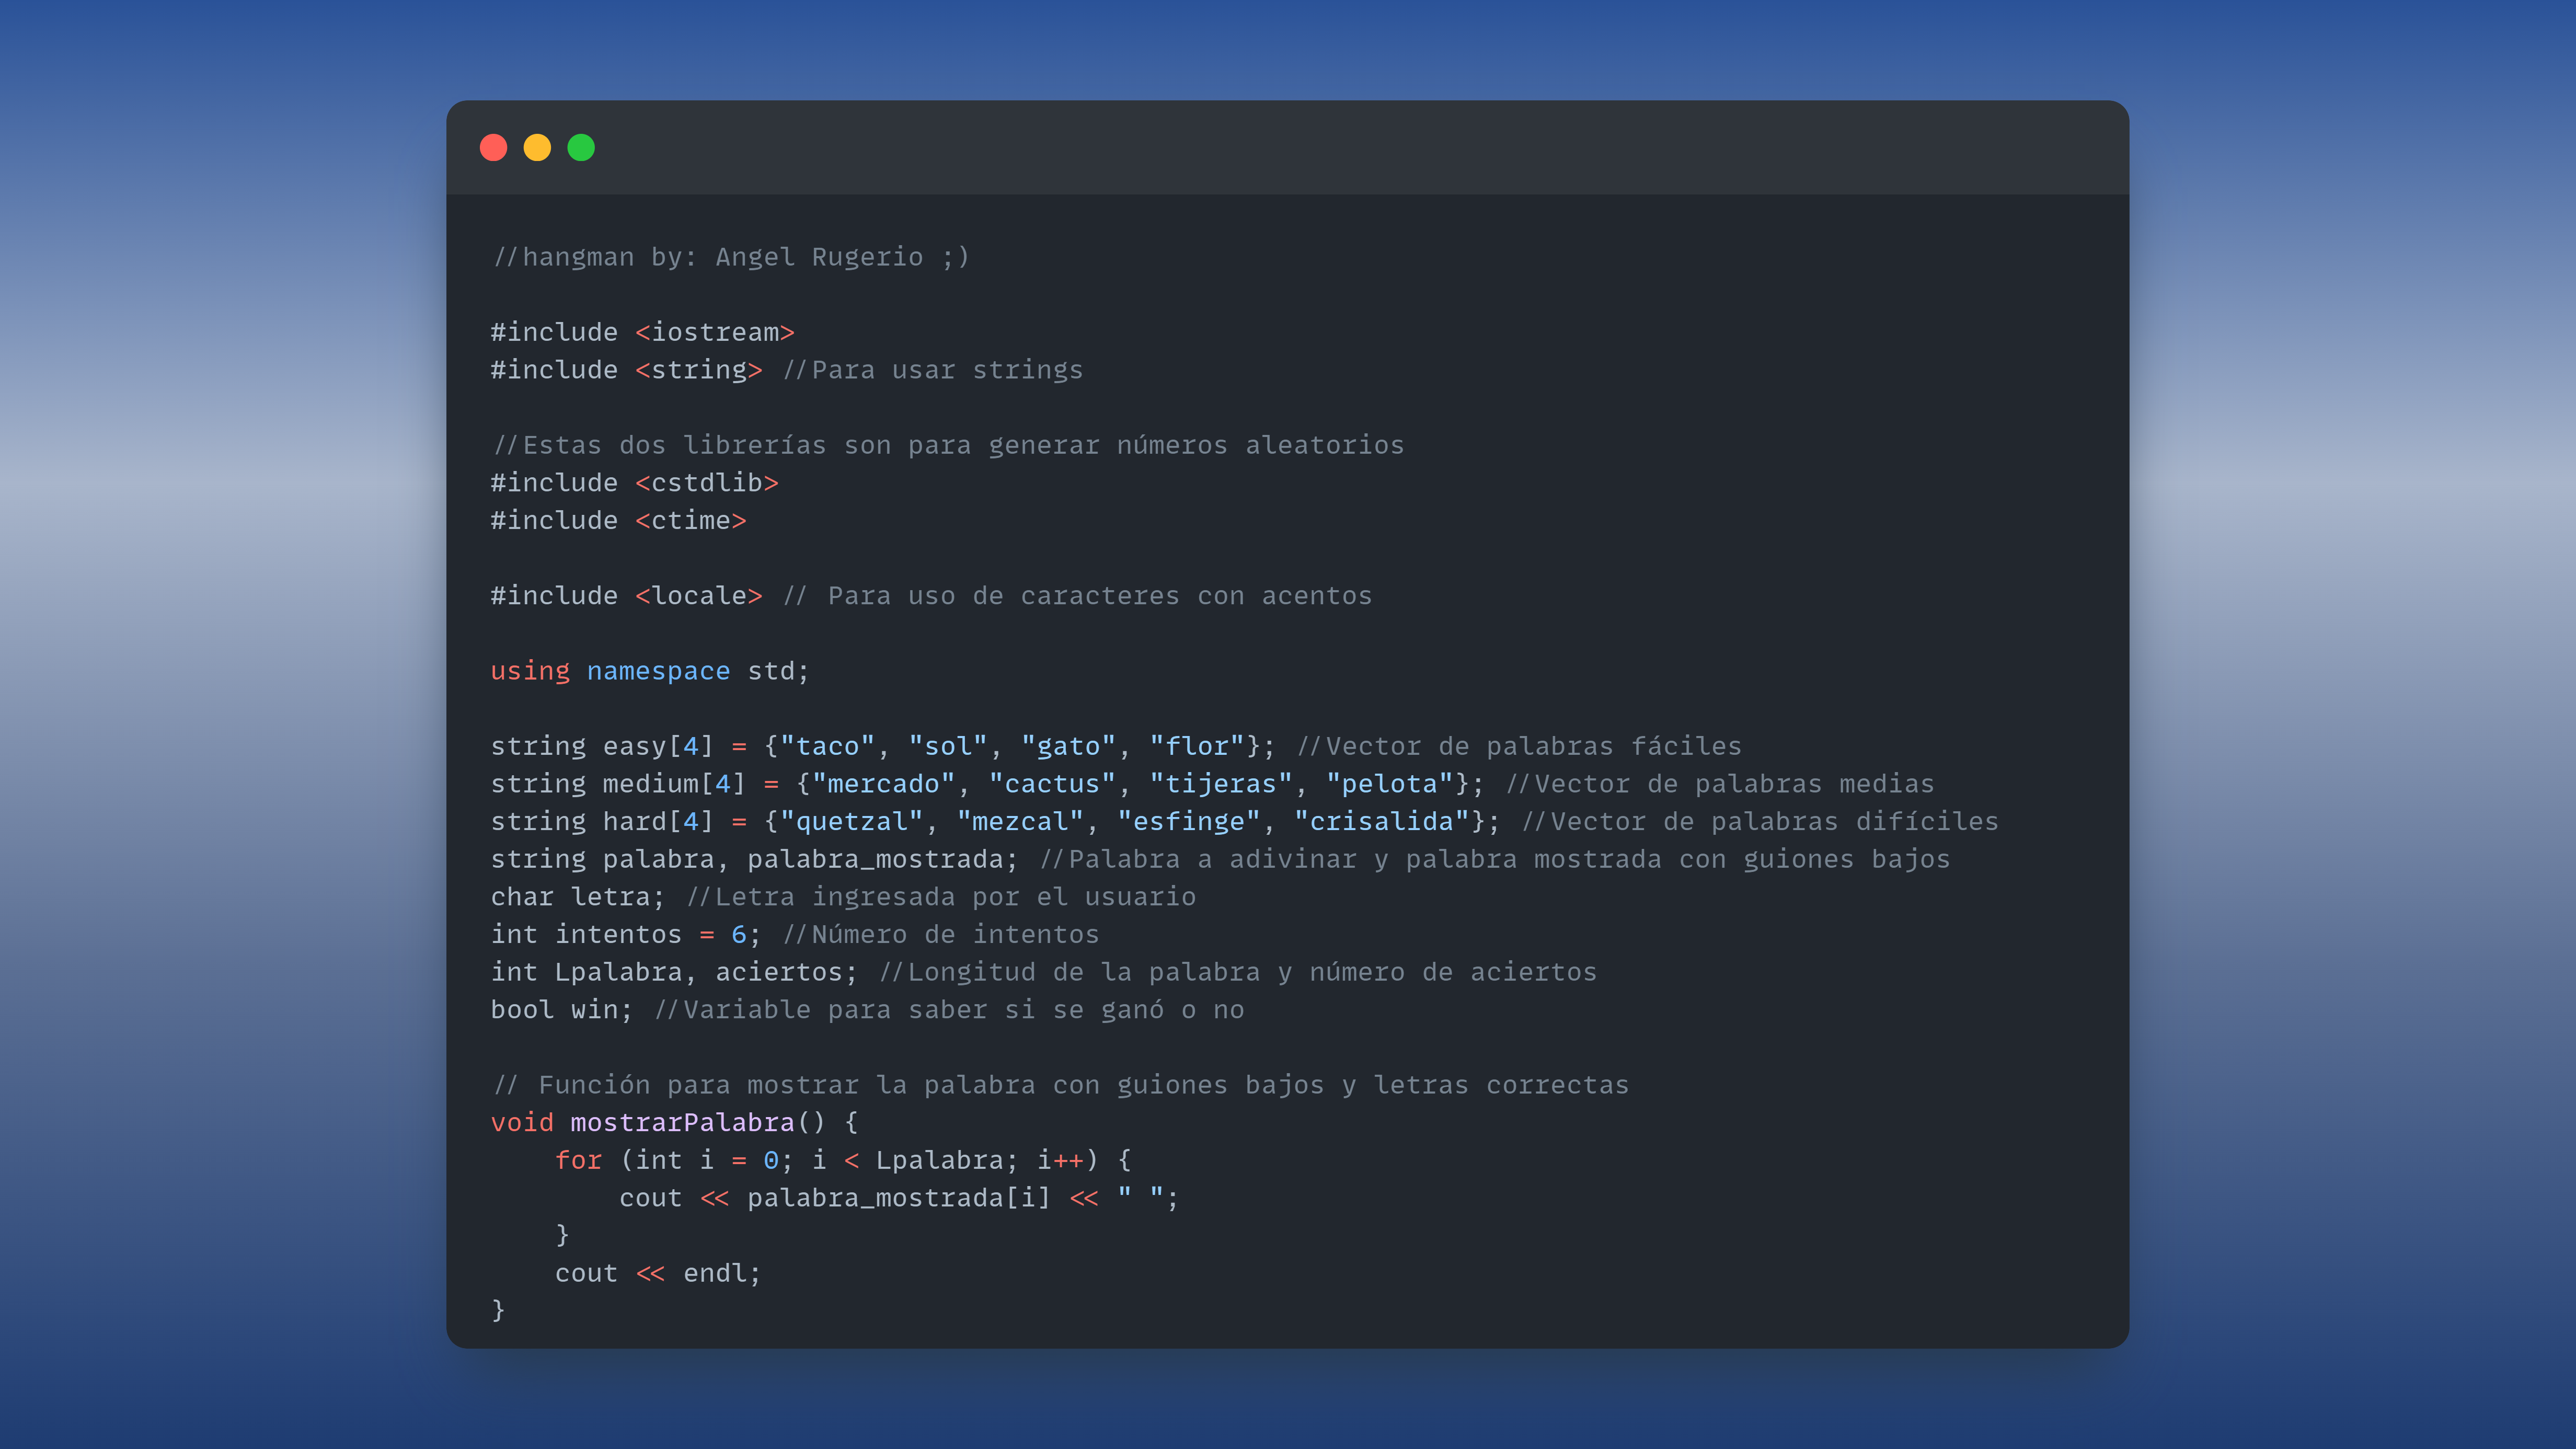 //hangman by: Angel Rugerio ;)
#include <iostream>
#include <string> //Para usar strings
//Estas dos librerías son para generar números aleatorios
#include <cstdlib>
#include <ctime>
#include <locale> // Para uso de caracteres con acentos
using namespace std;
string easy[4] = {"taco", "sol", "gato", "flor"}; //Vector de palabras fáciles
string medium[4] = {"mercado", "cactus", "tijeras", "pelota"}; //Vector de palabras medias
string hard[4] = {"quetzal", "mezcal", "esfinge", "crisalida"}; //Vector de palabras difíciles
string palabra, palabra_mostrada; //Palabra a adivinar y palabra mostrada con guiones bajos
char letra; //Letra ingresada por el usuario
int intentos = 6; //Número de intentos
int Lpalabra, aciertos; //Longitud de la palabra y número de aciertos
bool win; //Variable para saber si se ganó o no
// Función para mostrar la palabra con guiones bajos y letras correctas
void mostrarPalabra() {
    for (int i = 0; i < Lpalabra; i++) {
        cout << palabra_mostrada[i] << " ";
    }
    cout << endl;
}